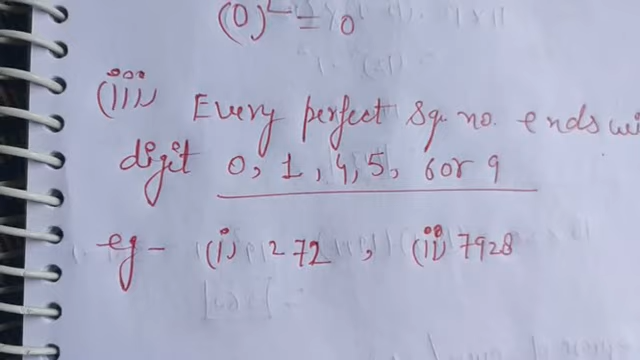 (0)² = 0
(iii) Every perfect sq. no. ends wi
digit 0, 1, 4, 5, 6 or 9
eg - (i) 272, (ii) 7928